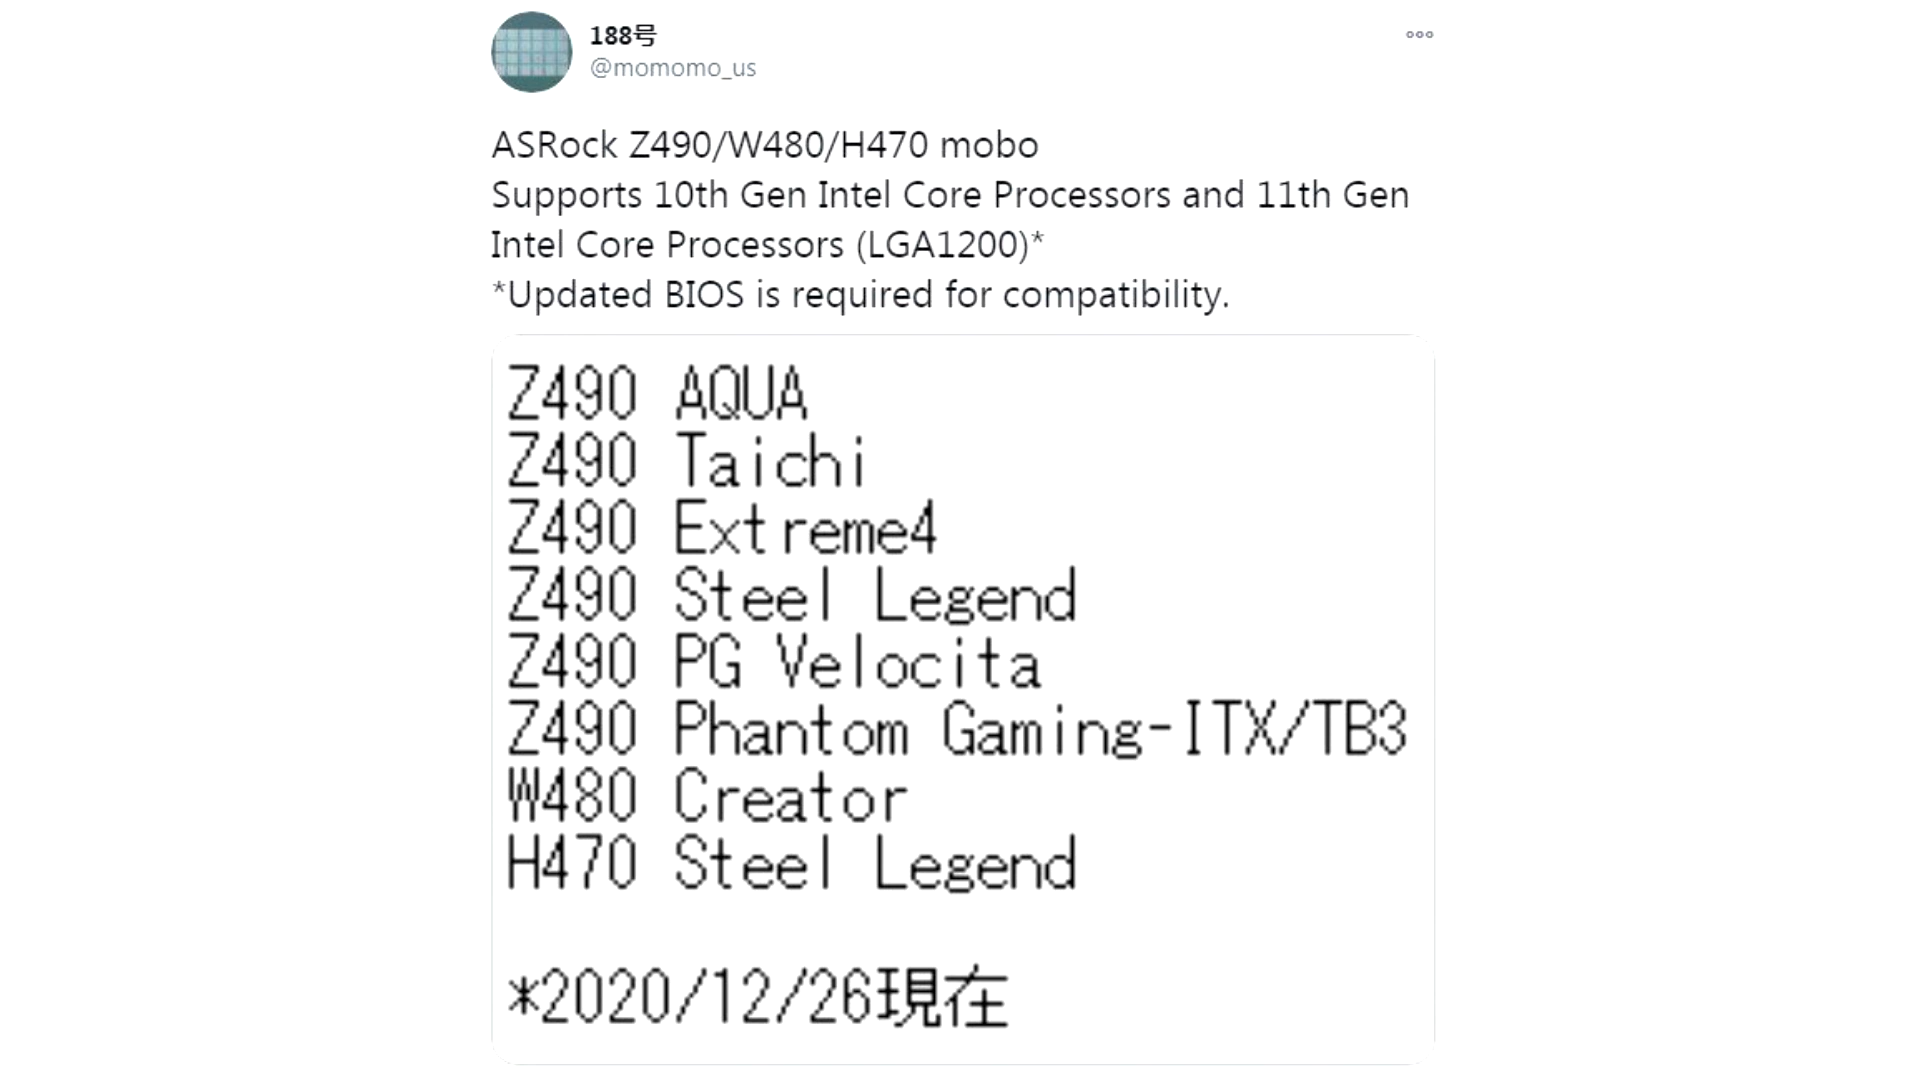 188号
@momomo_us
ASRock Z490/W480/H470 mobo
Supports 10th Gen Intel Core Processors and 11th Gen
Intel Core Processors (LGA1200)*
*Updated BIOS is required for compatibility.
Z490 AQUA
Z490 Taichi
Z490 Extreme4
Z490 Steel Legend
Z490 PG Velocita
Z490 Phantom Gaming-ITX/TB3
W480 Creator
H470 Steel Legend
*2020/12/26現在